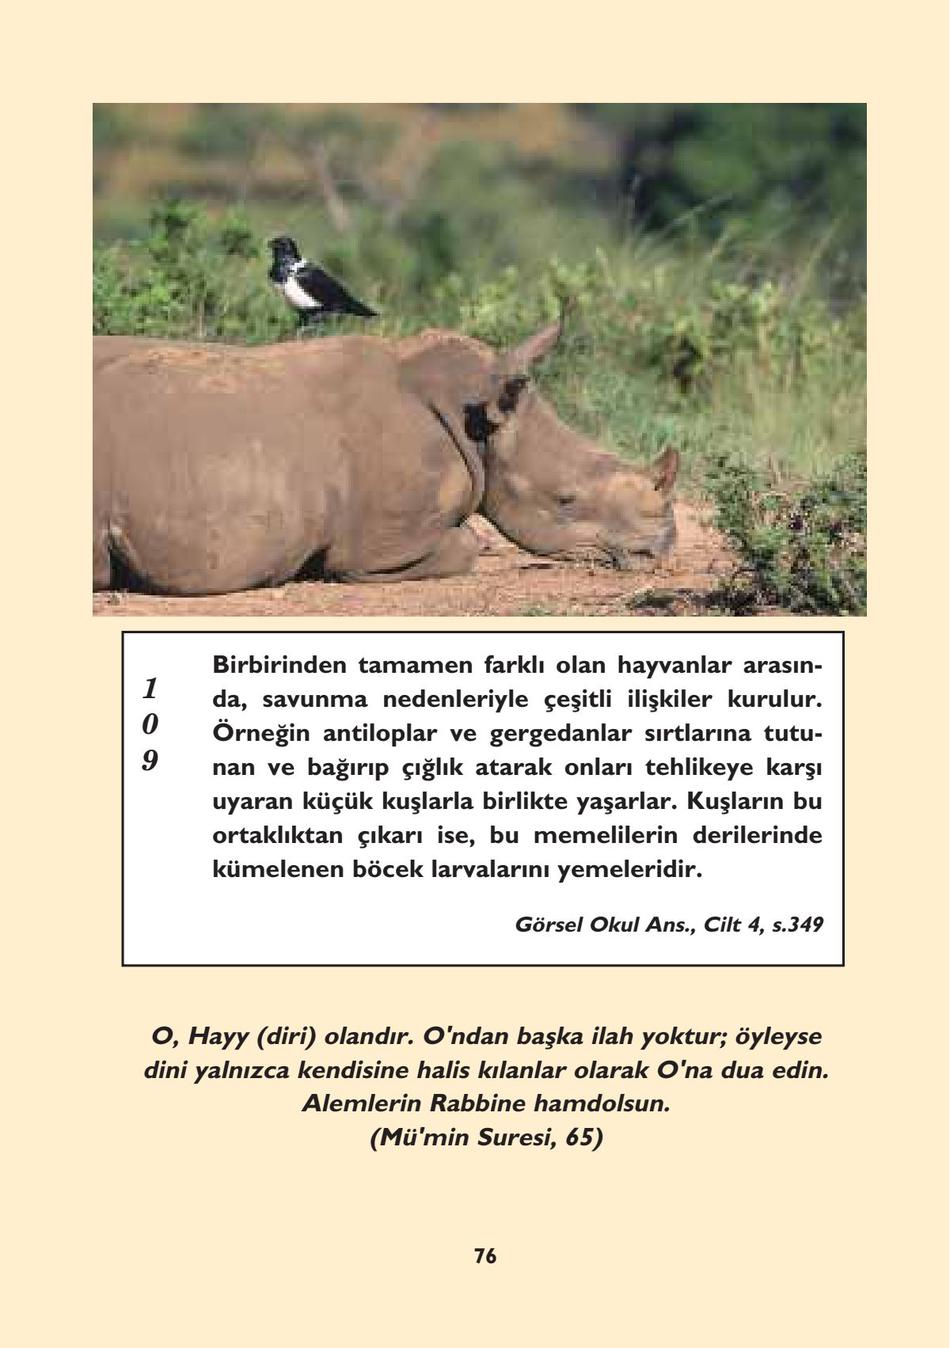 1
0
9
Birbirinden tamamen farklı olan hayvanlar arasın-
da, savunma nedenleriyle çeşitli ilişkiler kurulur.
Örneğin antiloplar ve gergedanlar sırtlarına tutu-
nan ve bağırıp çığlık atarak onları tehlikeye karşı
uyaran küçük kuşlarla birlikte yaşarlar. Kuşların bu
ortaklıktan çıkarı ise, bu memelilerin derilerinde
kümelenen böcek larvalarını yemeleridir.
Görsel Okul Ans., Cilt 4, s.349
O, Hayy (diri) olandır. O'ndan başka ilah yoktur; öyleyse
dini yalnızca kendisine halis kılanlar olarak O'na dua edin.
Alemlerin Rabbine hamdolsun.
(Mü'min Suresi, 65)
76